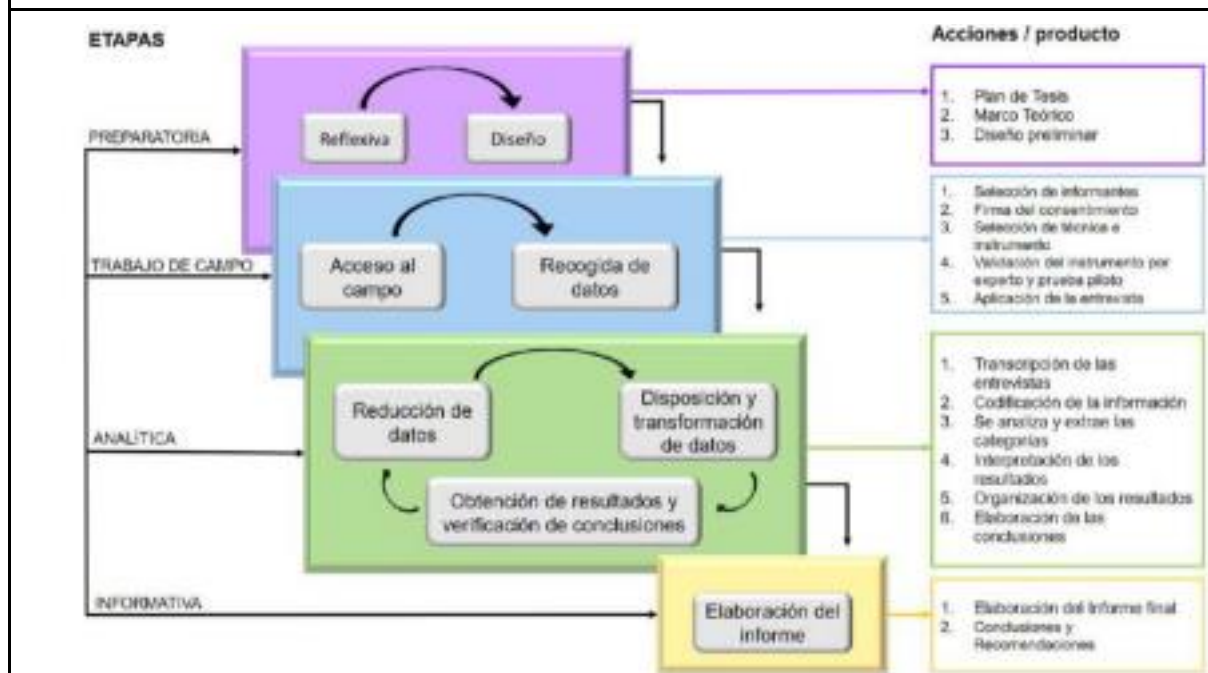 ETAPAS
Acciones / producto
PREPARATORIA
Reflexiva
Diseño
1. Plan de Tesis
2. Marco Teórico
3. Diseño preliminar
TRABAJO DE CAMPO
Acceso al
campo
Recogida de
datos
1. Selección de informantes
2. Firma del consentimiento
3. Selección de técnica e
instrumento
4. Validación del instrumento por
experto y prueba piloto
5. Aplicación de la entrevista
ANALÍTICA
Reducción de
datos
Disposición y
transformación
de datos
Obtención de resultados y
verificación de conclusiones
1. Transcripción de las
entrevistas
2. Codificación de la información
3. Se analiza y extrae las
categorías
4. Interpretación de los
resultados
5. Organización de los resultados
6. Elaboración de las
conclusiones
INFORMATIVA
Elaboración del
informe
1. Elaboración del Informe final
2. Conclusiones y
Recomendaciones